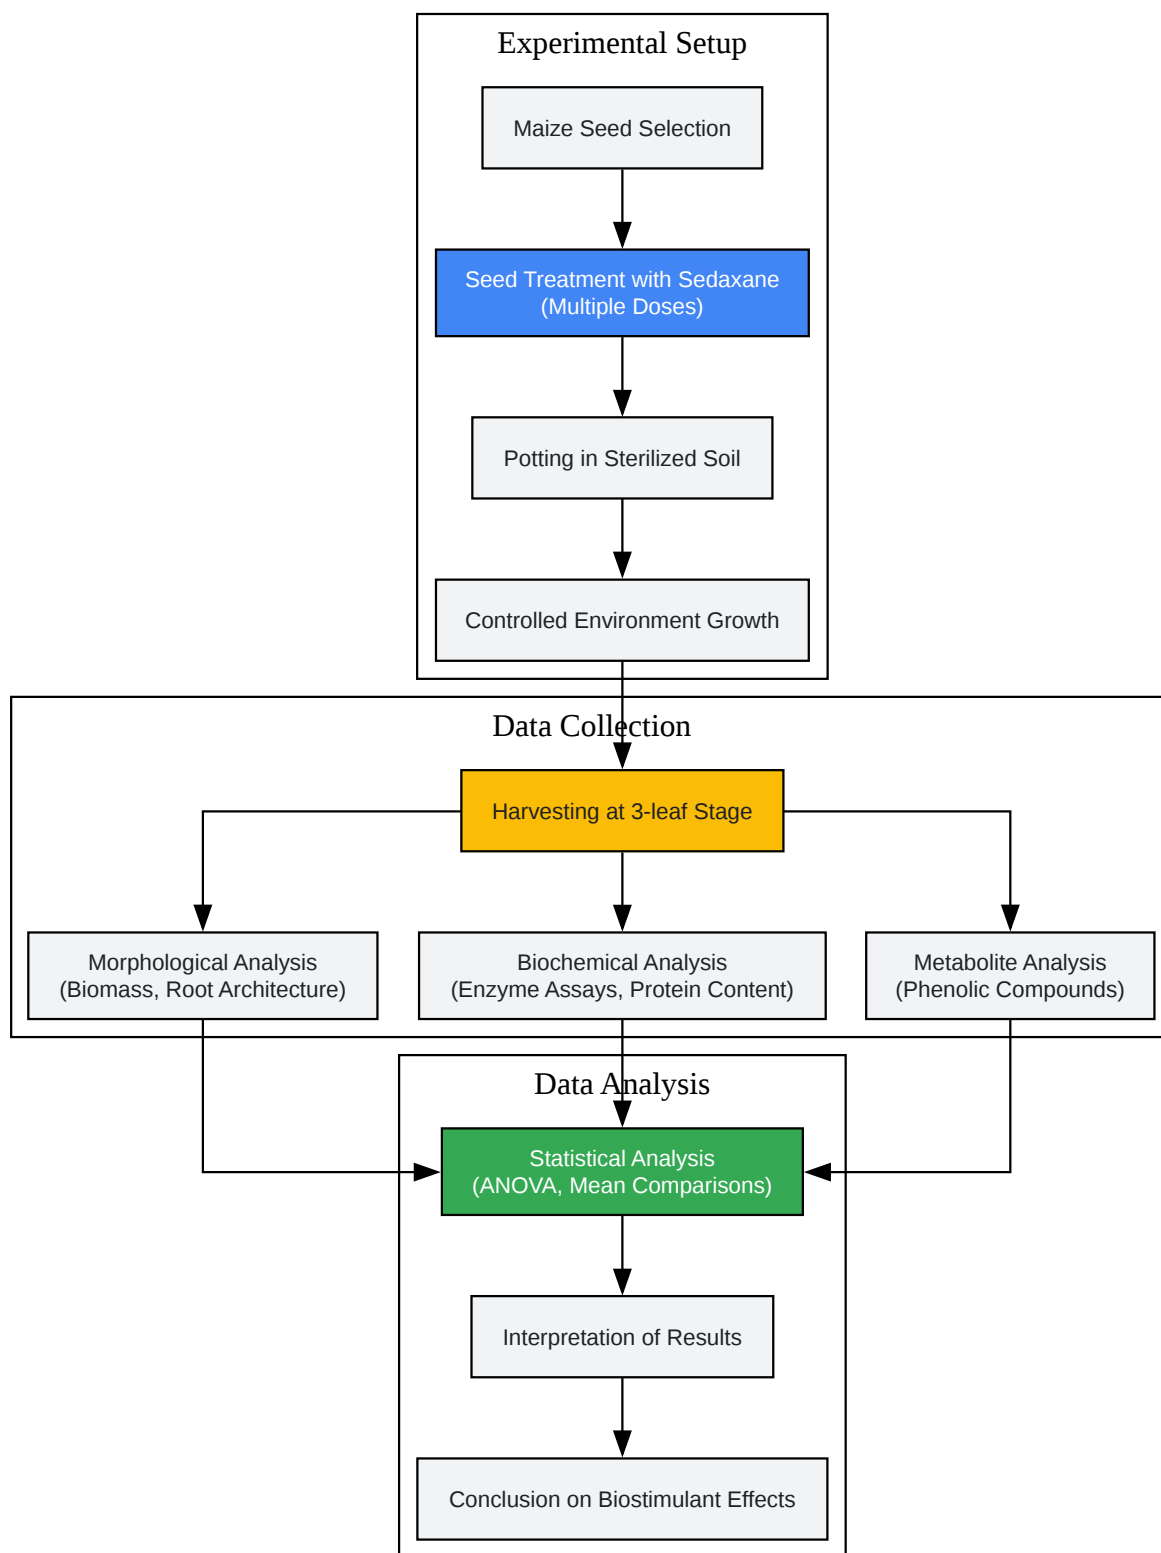 Experimental Setup
Maize Seed Selection
Seed Treatment with Sedaxane
(Multiple Doses)
Potting in Sterilized Soil
Controlled Environment Growth
Data Collection
Harvesting at 3-leaf Stage
Morphological Analysis
(Biomass, Root Architecture)
Biochemical Analysis
(Enzyme Assays, Protein Content)
Metabolite Analysis
(Phenolic Compounds)
Data Analysis
Statistical Analysis
(ANOVA, Mean Comparisons)
Interpretation of Results
Conclusion on Biostimulant Effects